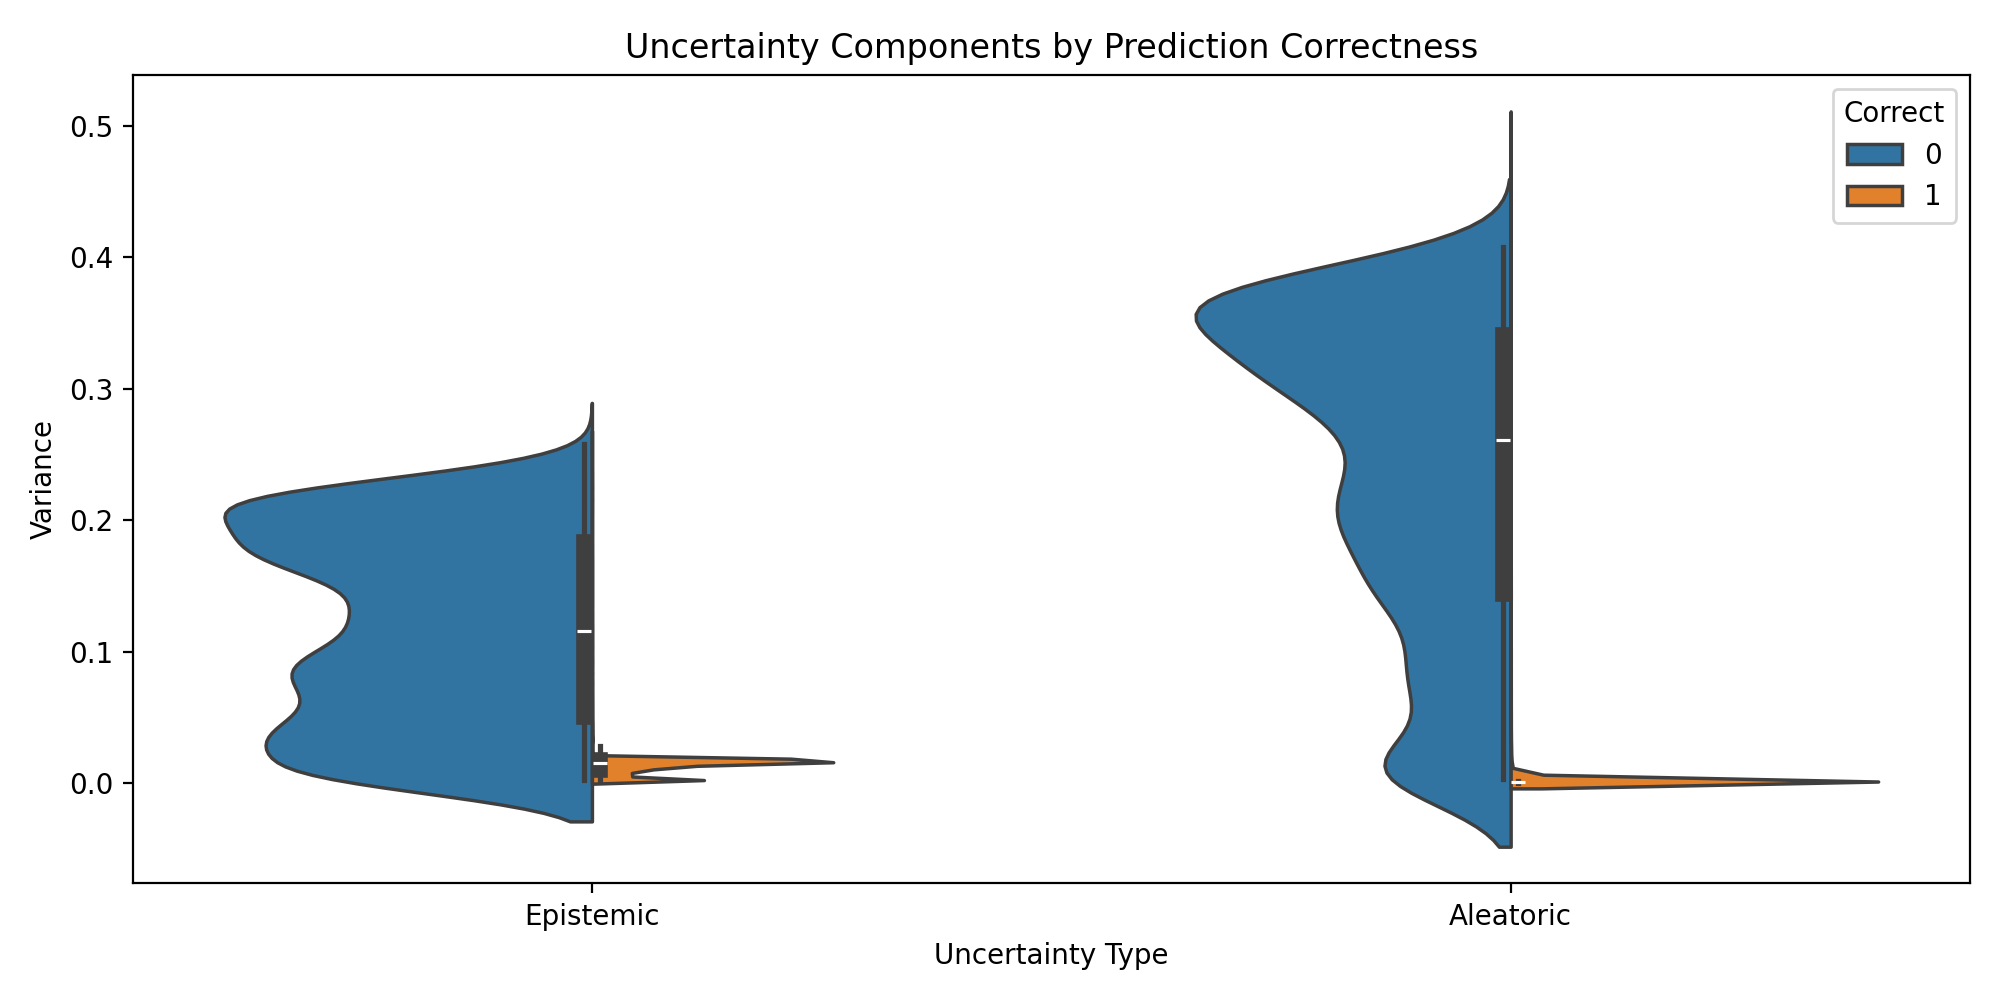 Uncertainty Components by Prediction Correctness
Correct
0
1
0.5
0.4
0.3
0.2
0.1
0.0
Variance
Epistemic
Aleatoric
Uncertainty Type